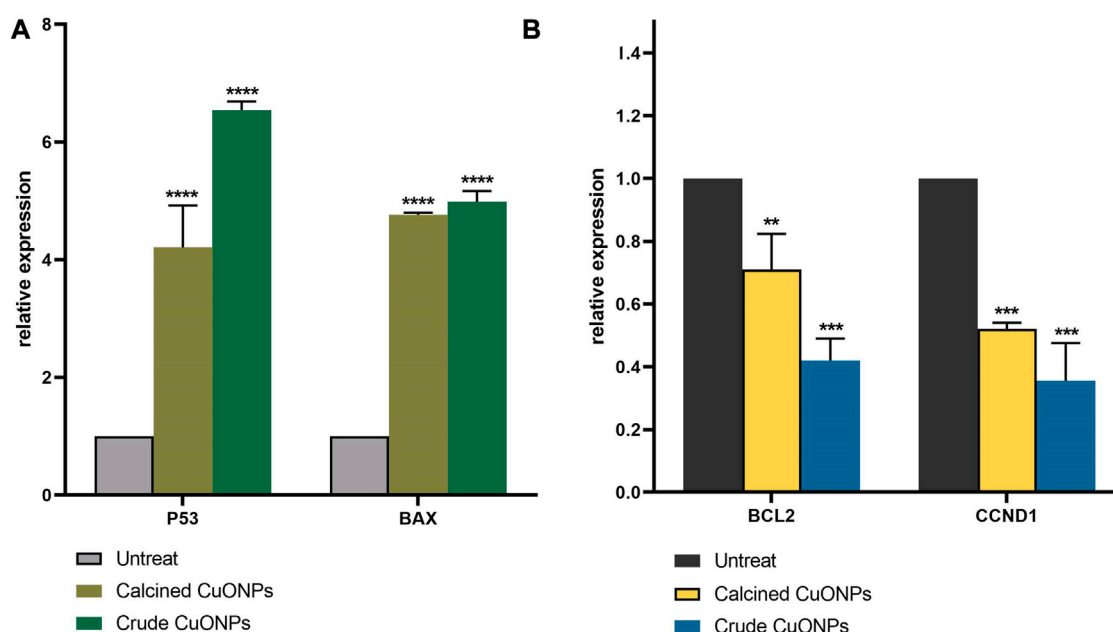 A
relative expression
8
6
4
2
0
****
****
****
****
P53
BAX
Untreat
Calcined CuONPs
Crude CuONPs
B
relative expression
1.4
1.2
1.0
0.8
0.6
0.4
0.2
0.0
**
***
***
***
BCL2
CCND1
Untreat
Calcined CuONPs
Crude CuONPs